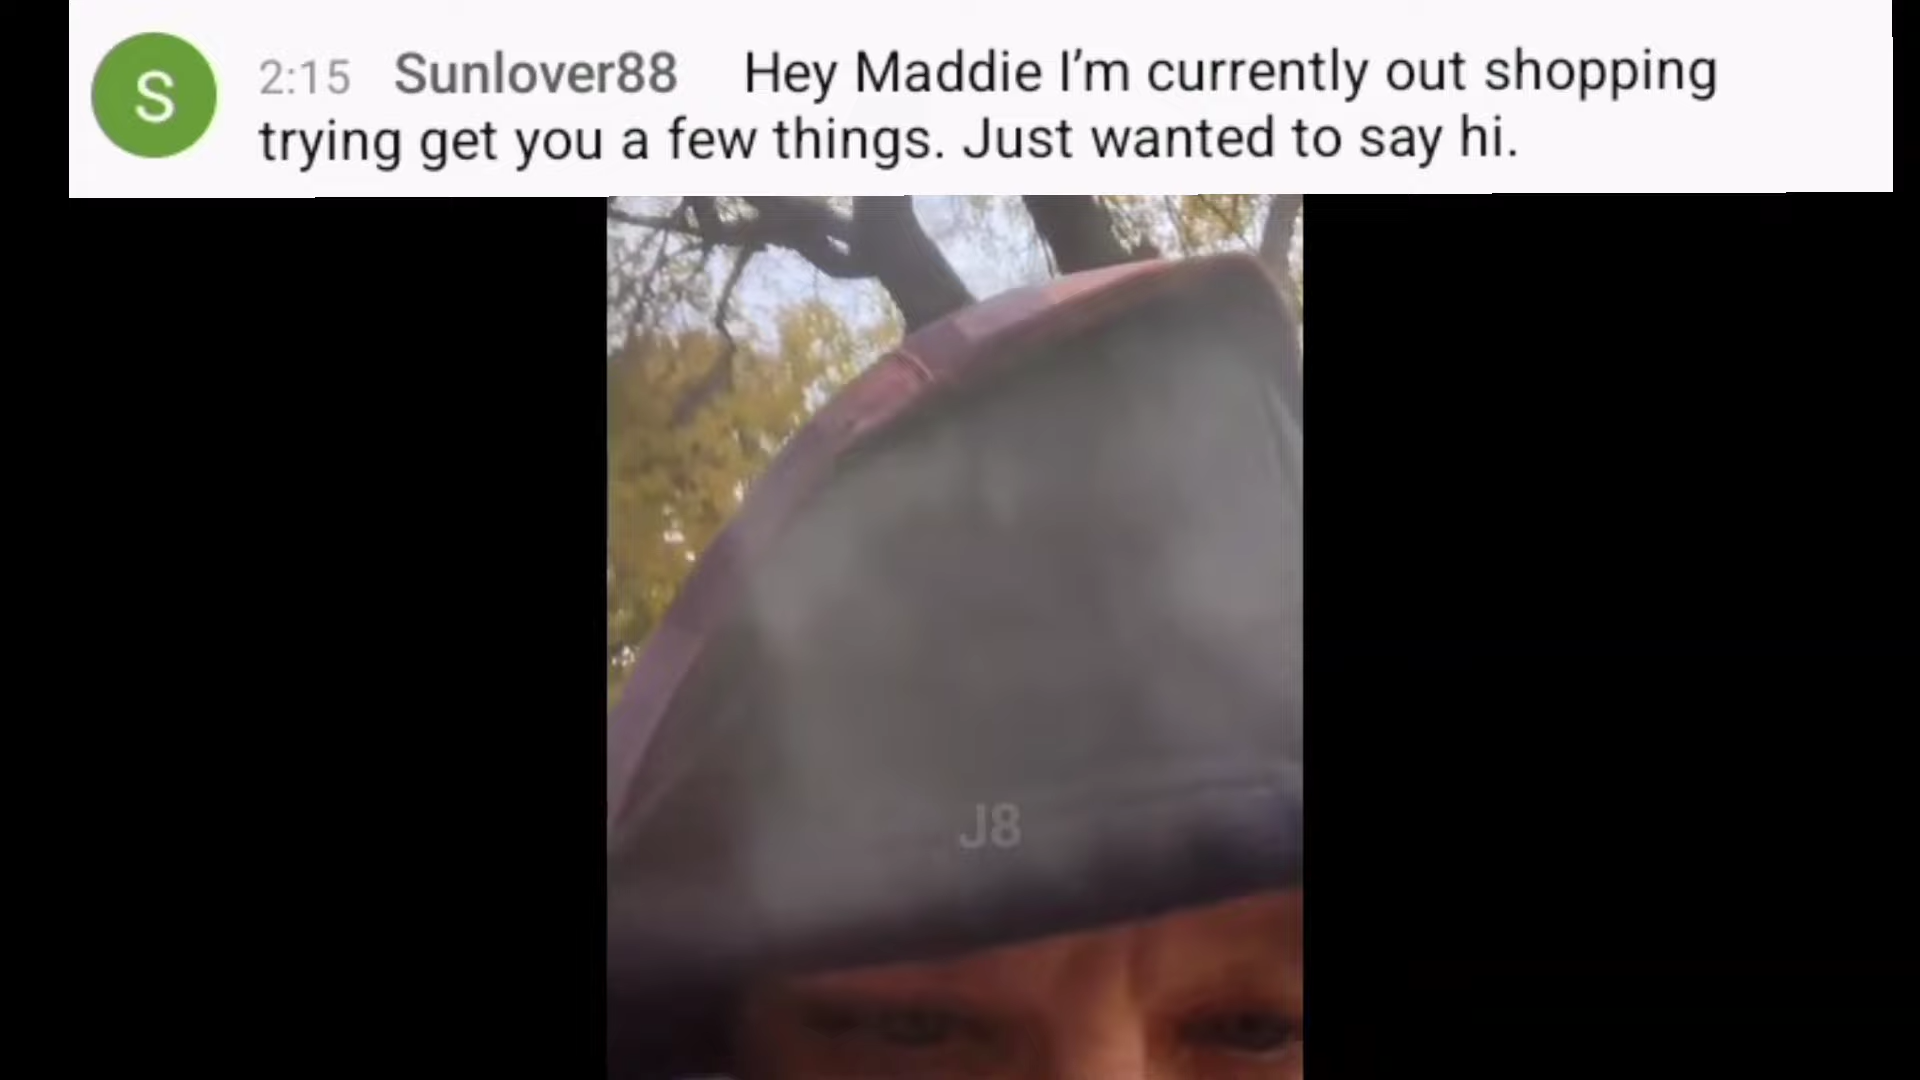 S
2:15 Sunlover88 Hey Maddie I'm currently out shopping
trying get you a few things. Just wanted to say hi.
J8